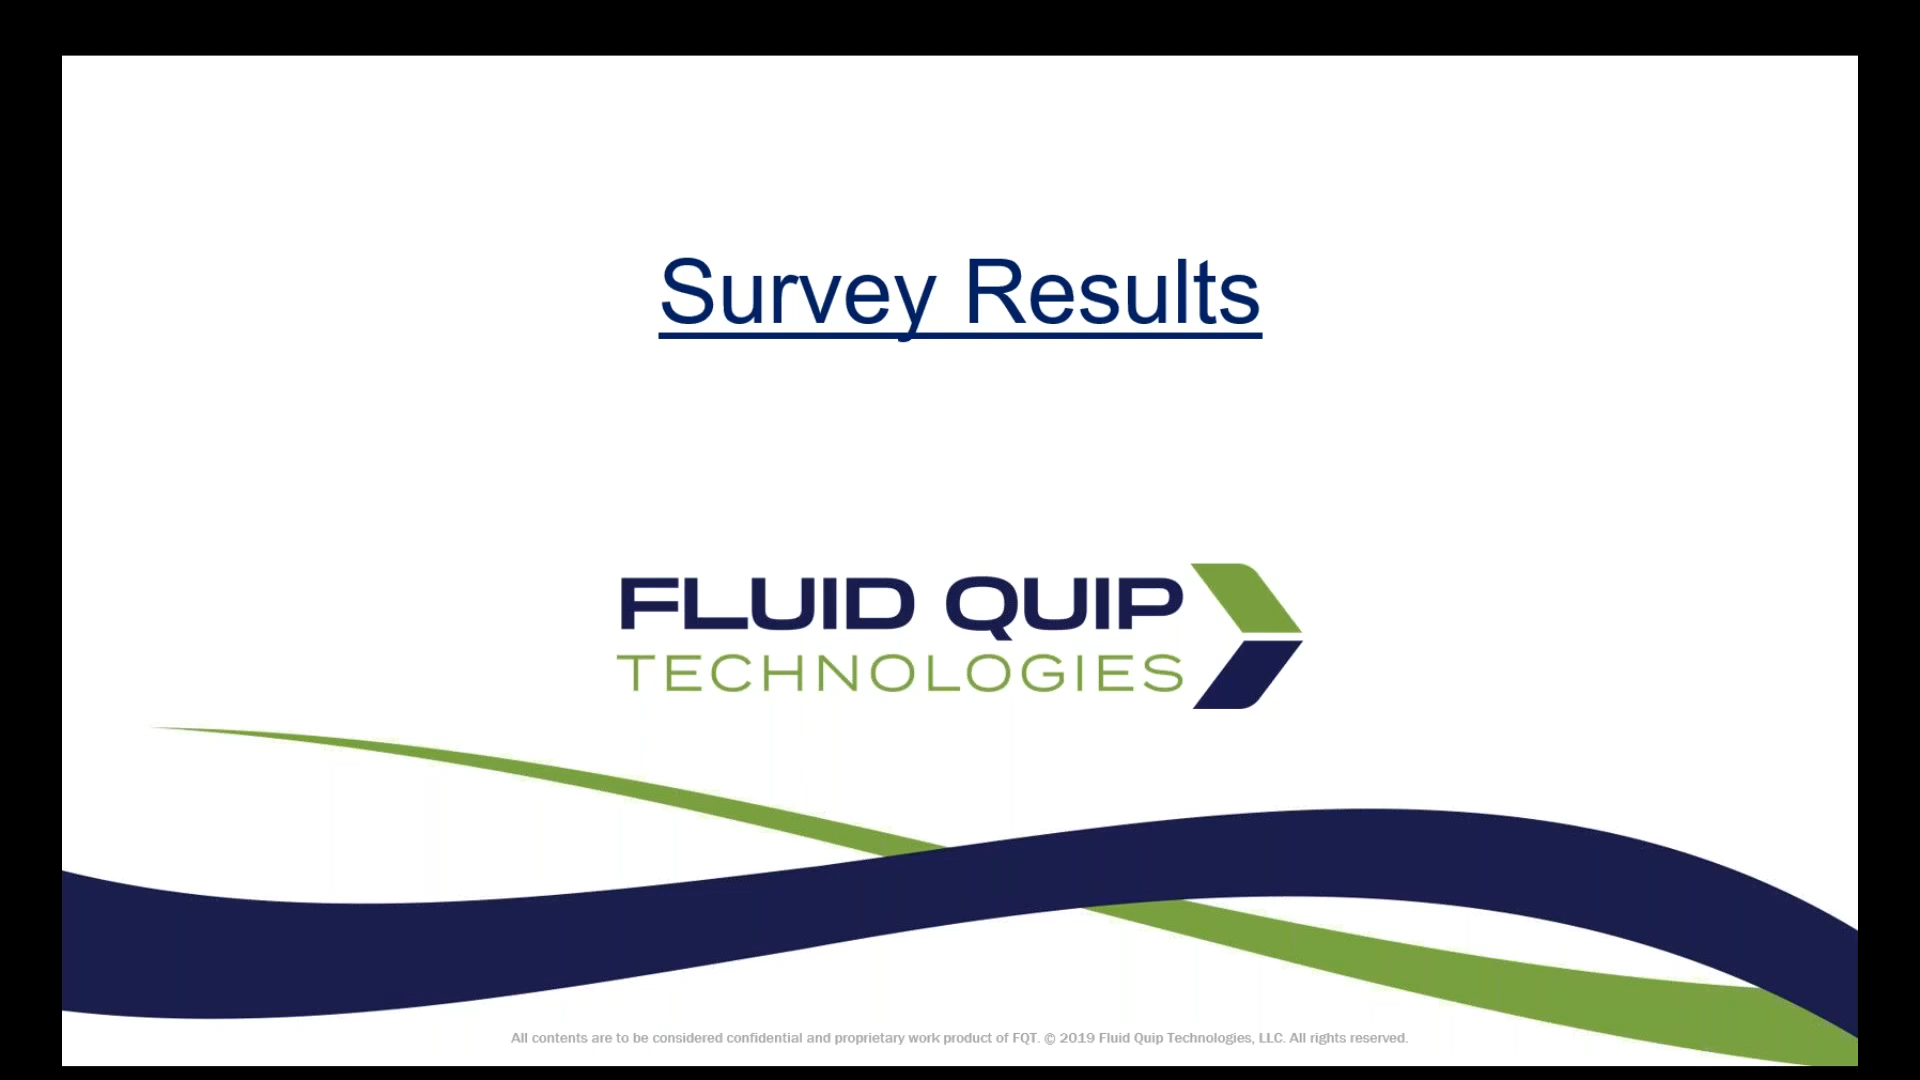 Survey Results
FLUID QUIP
TECHNOLOGIES
All contents are to be considered confidential and proprietary work product of FQT. © 2019 Fluid Quip Technologies, LLC. All rights reserved.